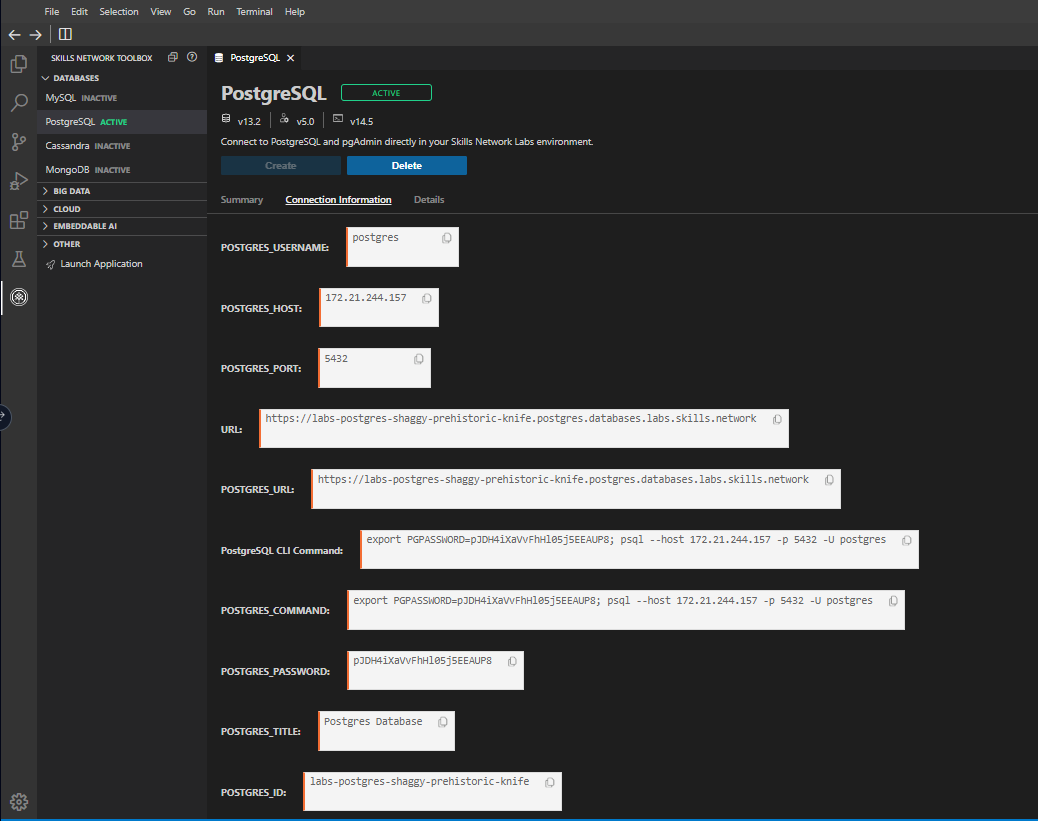 File Edit Selection View Go Run Terminal Help
SKILLS NETWORK TOOLBOX
DATABASES
MySQL INACTIVE
PostgreSQL ACTIVE
Cassandra INACTIVE
MongoDB INACTIVE
BIG DATA
CLOUD
EMBEDDABLE AI
OTHER
Launch Application
PostgreSQL
PostgreSQL ACTIVE
v13.2 v5.0 v14.5
Connect to PostgreSQL and pgAdmin directly in your Skills Network Labs environment.
Create Delete
Summary Connection Information Details
POSTGRES_USERNAME: postgres
POSTGRES_HOST: 172.21.244.157
POSTGRES_PORT: 5432
URL: https://labs-postgres-shaggy-prehistoric-knife.postgres.databases.labs.skills.network
POSTGRES_URL: https://labs-postgres-shaggy-prehistoric-knife.postgres.databases.labs.skills.network
PostgreSQL CLI Command: export PGPASSWORD=pJDH4iXaVvFhHl05j5EEAUP8; psql --host 172.21.244.157 -p 5432 -U postgres
POSTGRES_COMMAND: export PGPASSWORD=pJDH4iXaVvFhHl05j5EEAUP8; psql --host 172.21.244.157 -p 5432 -U postgres
POSTGRES_PASSWORD: pJDH4iXaVvFhHl05j5EEAUP8
POSTGRES_TITLE: Postgres Database
POSTGRES_ID: labs-postgres-shaggy-prehistoric-knife